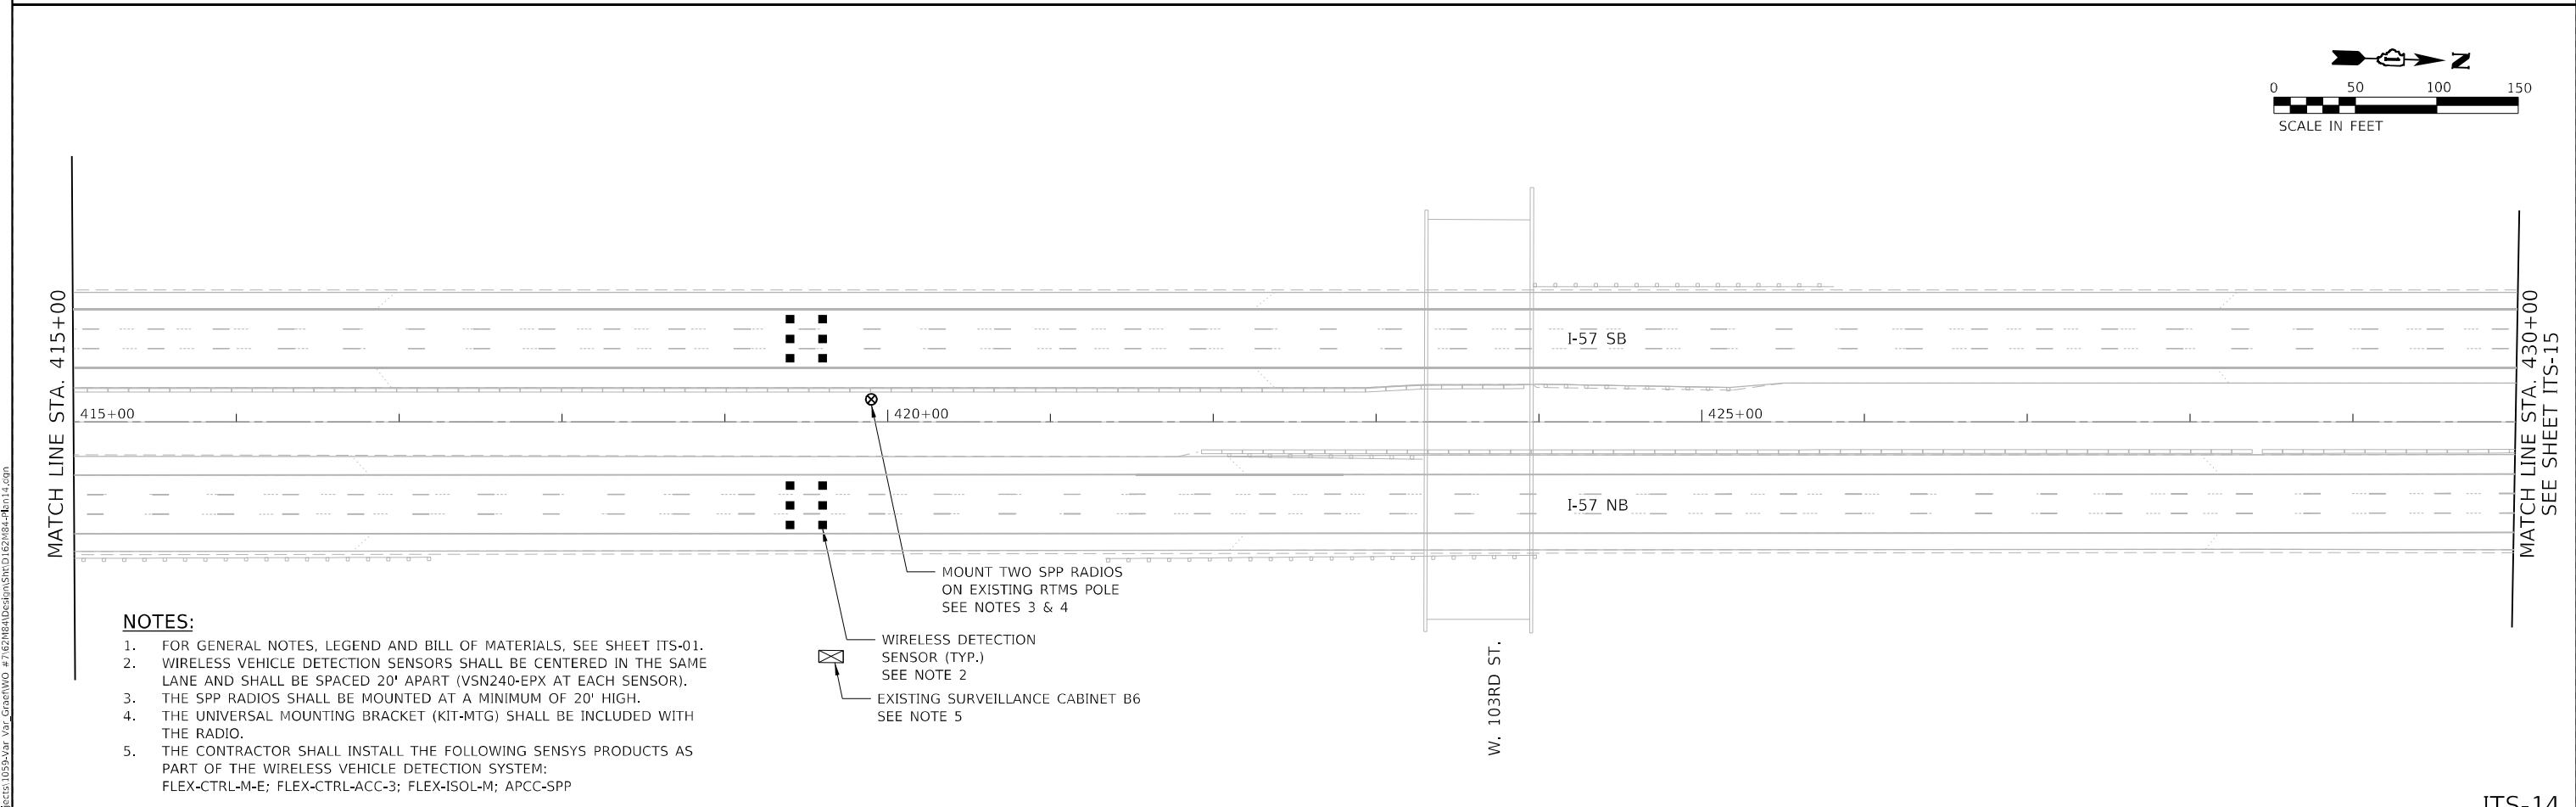 N
0 50 100 150
SCALE IN FEET
MATCH LINE STA. 415+00
I-57 SB
415+00 420+00 425+00
I-57 NB
MATCH LINE STA. 430+00
SEE SHEET ITS-15
MOUNT TWO SPP RADIOS
ON EXISTING RTMS POLE
SEE NOTES 3 & 4
WIRELESS DETECTION
SENSOR (TYP.)
SEE NOTE 2
EXISTING SURVEILLANCE CABINET B6
SEE NOTE 5
W. 103RD ST.
NOTES:
1. FOR GENERAL NOTES, LEGEND AND BILL OF MATERIALS, SEE SHEET ITS-01.
2. WIRELESS VEHICLE DETECTION SENSORS SHALL BE CENTERED IN THE SAME
LANE AND SHALL BE SPACED 20' APART (VSN240-EPX AT EACH SENSOR).
3. THE SPP RADIOS SHALL BE MOUNTED AT A MINIMUM OF 20' HIGH.
4. THE UNIVERSAL MOUNTING BRACKET (KIT-MTG) SHALL BE INCLUDED WITH
THE RADIO.
5. THE CONTRACTOR SHALL INSTALL THE FOLLOWING SENSYS PRODUCTS AS
PART OF THE WIRELESS VEHICLE DETECTION SYSTEM:
FLEX-CTRL-M-E; FLEX-CTRL-ACC-3; FLEX-ISOL-M; APCC-SPP
ITS-14